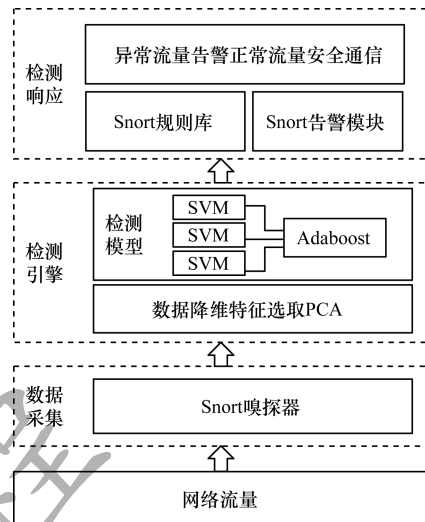 检测
响应
异常流量告警正常流量安全通信
Snort规则库
Snort告警模块
检测
引擎
检测
模型
SVM
SVM
SVM
Adaboost
数据降维特征选取PCA
数据
采集
Snort嗅探器
网络流量